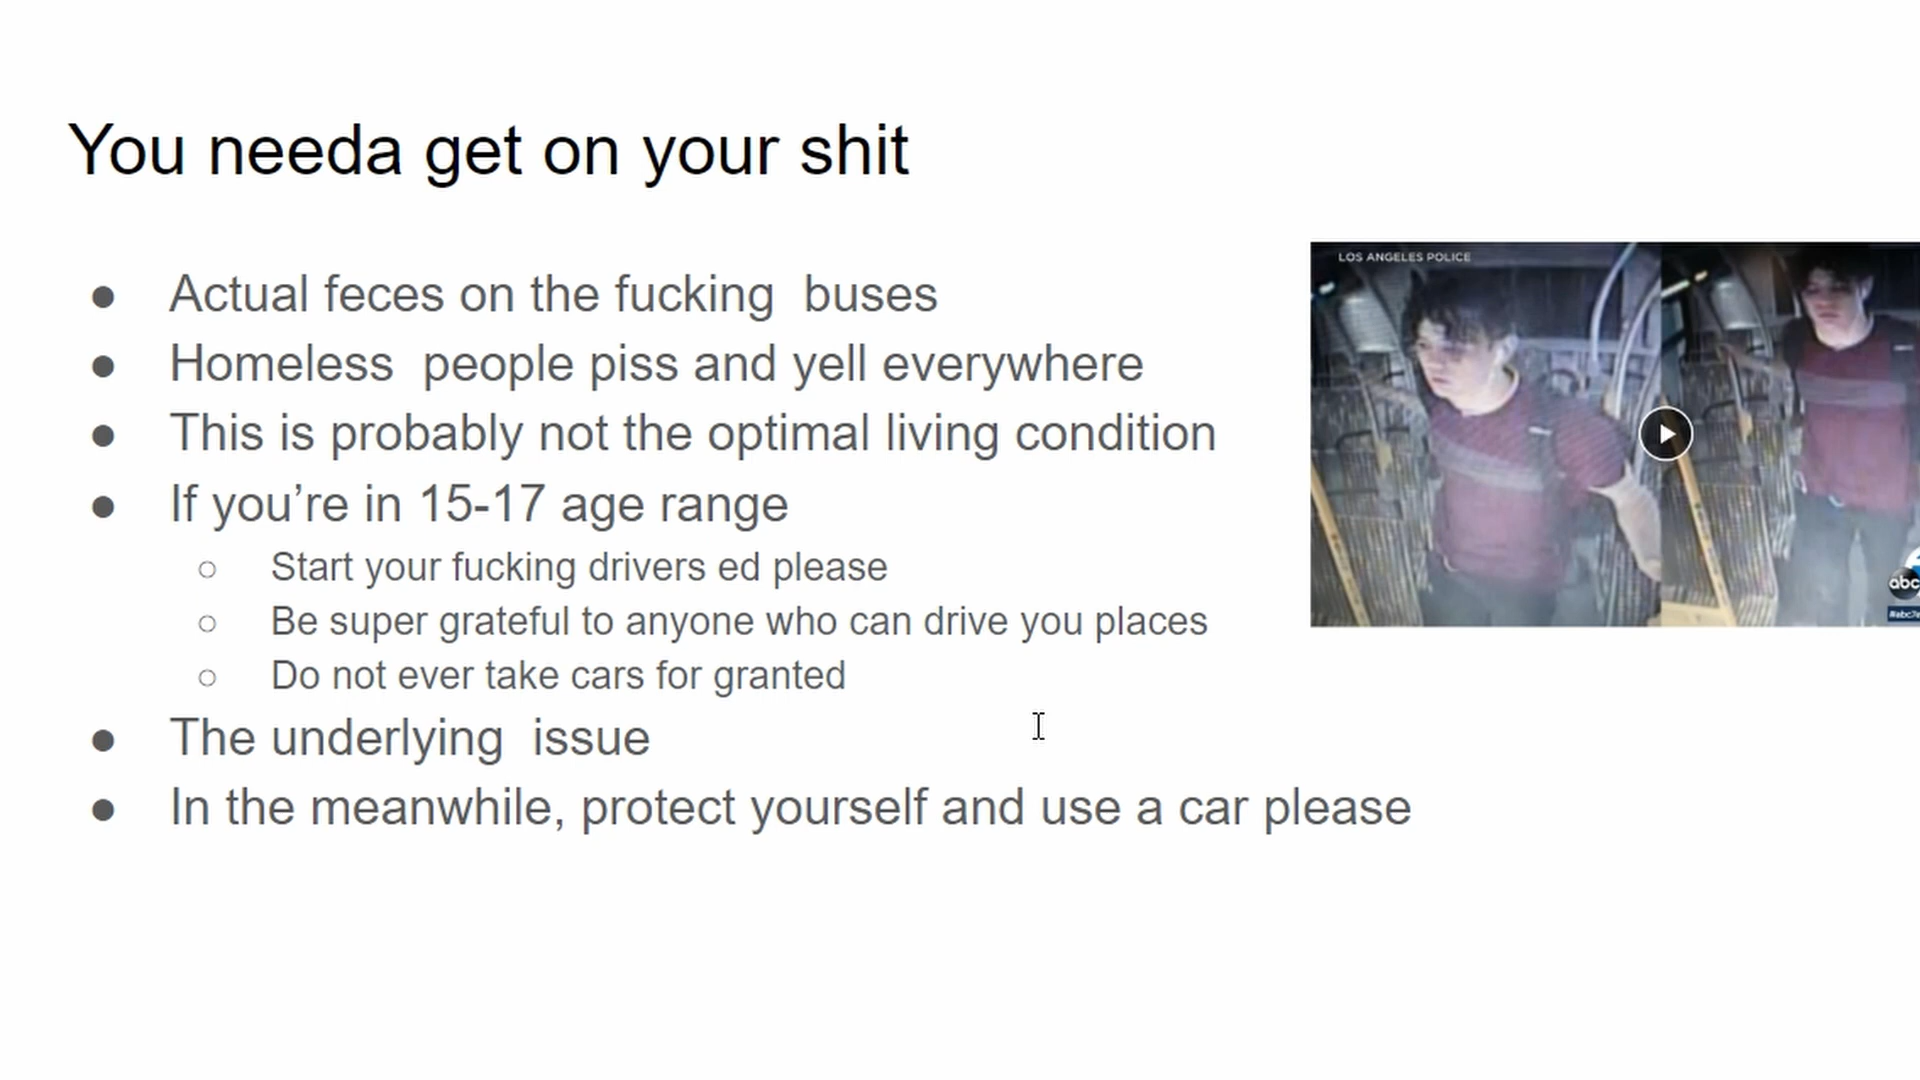 You needa get on your shit
● Actual feces on the fucking  buses
● Homeless  people piss and yell everywhere
● This is probably not the optimal living condition
● If you’re in 15-17 age range
○ Start your fucking drivers ed please
○ Be super grateful to anyone who can drive you places
○ Do not ever take cars for granted
● The underlying  issue
● In the meanwhile, protect yourself and use a car please
LOS ANGELES POLICE
abc